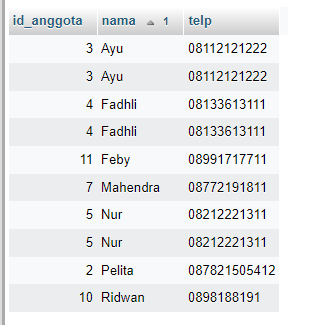 id_anggota nama 1 telp
3 Ayu 08112121222
3 Ayu 08112121222
4 Fadhli 08133613111
4 Fadhli 08133613111
11 Feby 08991717711
7 Mahendra 08772191811
5 Nur 08212221311
5 Nur 08212221311
2 Pelita 087821505412
10 Ridwan 0898188191